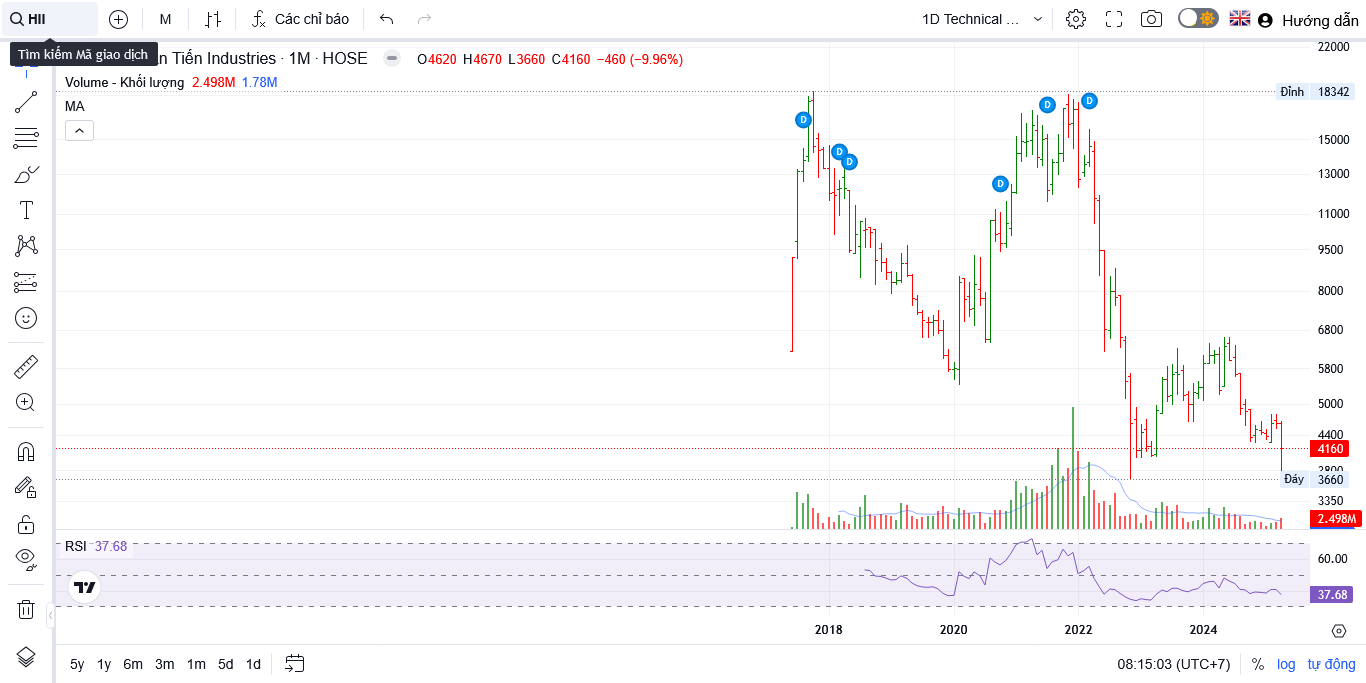 HII
M
Các chỉ báo
1D Technical ...
Hướng dẫn
Tìm kiếm Mã giao dịch
Tiến Industries · 1M · HOSE
O4620 H4670 L3660 C4160 −460 (−9.96%)
Volume - Khối lượng 2.498M 1.78M
MA
22000
Đỉnh 18342
15000
13000
11000
9500
8000
6800
5800
5000
4400
4160
3800
Đáy 3660
3350
2.498M
D
D
D
D
D
D
RSI 37.68
60.00
37.68
2018
2020
2022
2024
5y 1y 6m 3m 1m 5d 1d
08:15:03 (UTC+7)
%
log
tự động